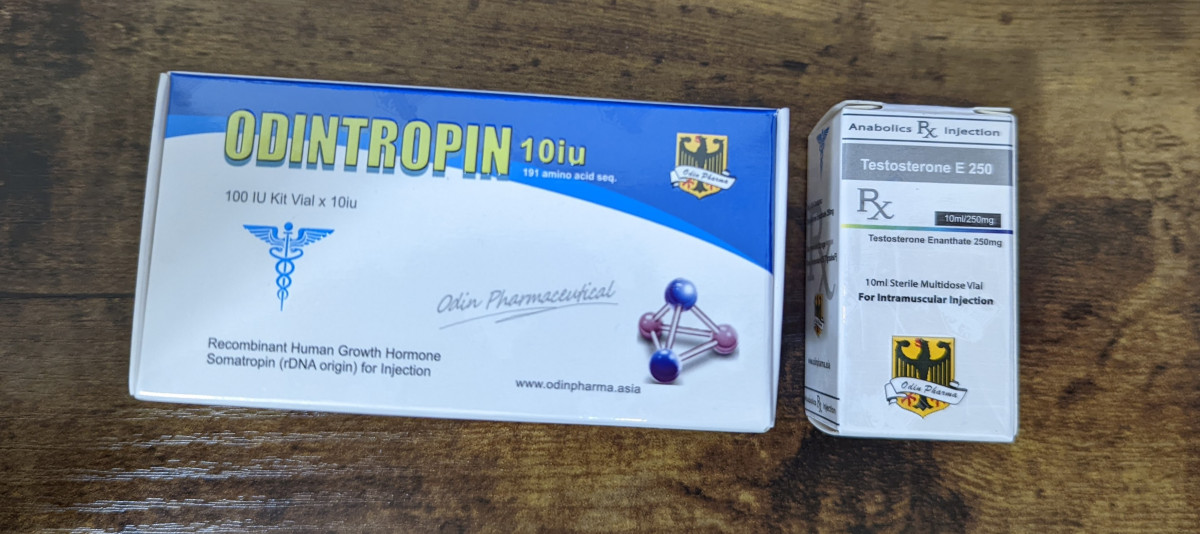 ODINTROPIN 10iu
191 amino acid seq.
Odin Pharma
100 IU Kit Vial x 10iu
Odin Pharmaceutical
Recombinant Human Growth Hormone
Somatropin (rDNA origin) for Injection
www.odinpharma.asia
Anabolics Rx Injection
Testosterone E 250
Rx
10ml/250mg
Testosterone Enanthate 250mg
10ml Sterile Multidose Vial
For Intramuscular Injection
Odin Pharma